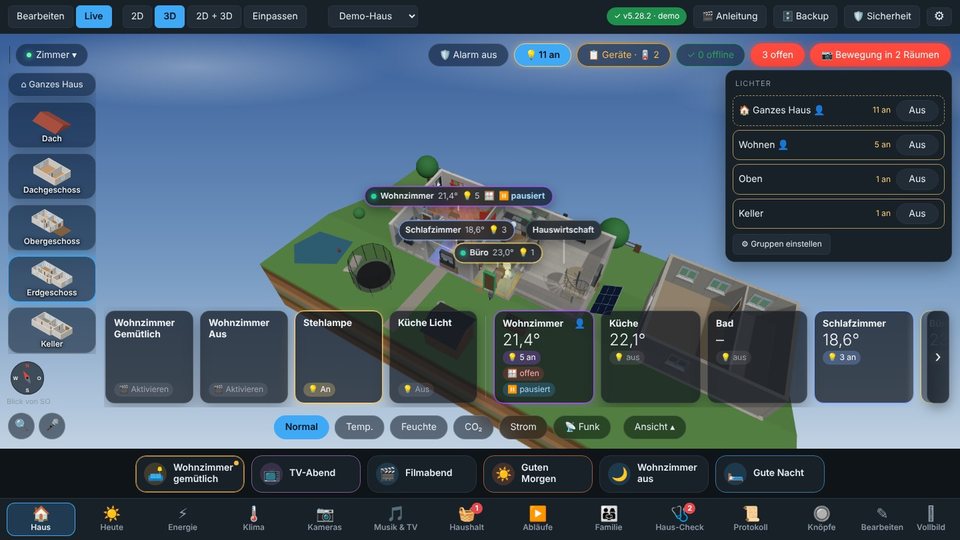 Bearbeiten Live 2D 3D 2D + 3D Einpassen Demo-Haus ✓ v5.28.2 · demo Anleitung Backup Sicherheit
Zimmer ▾ Alarm aus 11 an Geräte · 2 ✓ 0 offline 3 offen Bewegung in 2 Räumen
⌂ Ganzes Haus
Dach
Dachgeschoss
Obergeschoss
Erdgeschoss
Keller
LICHTER
Ganzes Haus 11 an Aus
Wohnen 5 an Aus
Oben 1 an Aus
Keller 1 an Aus
⚙ Gruppen einstellen
Wohnzimmer 21,4° 5 pausiert
Schlafzimmer 18,6° 3
Hauswirtschaft
Büro 23,0° 1
Wohnzimmer
Gemütlich
Aktivieren
Wohnzimmer
Aus
Aktivieren
Stehlampe
An
Küche Licht
Aus
Wohnzimmer
21,4°
5 an
offen
pausiert
Küche
22,1°
aus
Bad
–
aus
Schlafzimmer
18,6°
3 an
›
N
W O
S
Blick von SO
Normal Temp. Feuchte CO₂ Strom Funk Ansicht ▴
Wohnzimmer
gemütlich
TV-Abend
Filmabend
Guten
Morgen
Wohnzimmer
aus
Gute Nacht
1 2
Haus Heute Energie Klima Kameras Musik & TV Haushalt Abläufe Familie Haus-Check Protokoll Knöpfe Bearbeiten Vollbild